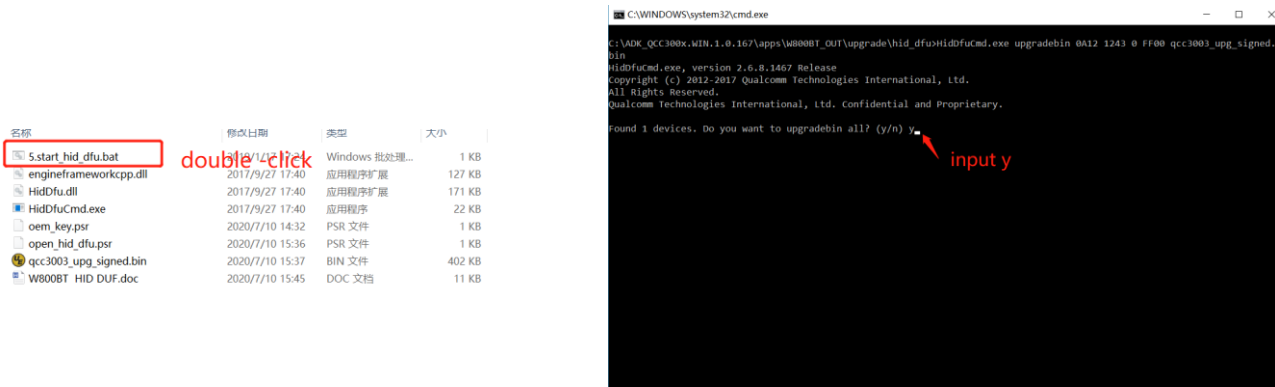 名称 修改日期 类型 大小
5.start_hid_dfu.bat 2019/1/17 17:24 Windows 批处理... 1 KB
double -click
engineframeworkcpp.dll 2017/9/27 17:40 应用程序扩展 127 KB
HidDfu.dll 2017/9/27 17:40 应用程序扩展 171 KB
HidDfuCmd.exe 2017/9/27 17:40 应用程序 22 KB
oem_key.psr 2020/7/10 14:32 PSR 文件 1 KB
open_hid_dfu.psr 2020/7/10 15:36 PSR 文件 1 KB
qcc3003_upg_signed.bin 2020/7/10 15:37 BIN 文件 402 KB
W800BT HID DUF.doc 2020/7/10 15:45 DOC 文档 11 KB
C:\WINDOWS\system32\cmd.exe
C:\ADK_QCC300x.WIN.1.0.167\apps\W800BT_OUT\upgrade\hid_dfu>HidDfuCmd.exe upgradebin 0A12 1243 0 FF00 qcc3003_upg_signed.
bin
HidDfuCmd.exe, version 2.6.8.1467 Release
Copyright (c) 2012-2017 Qualcomm Technologies International, Ltd.
All Rights Reserved.
Qualcomm Technologies International, Ltd. Confidential and Proprietary.
Found 1 devices. Do you want to upgradebin all? (y/n) y
input y